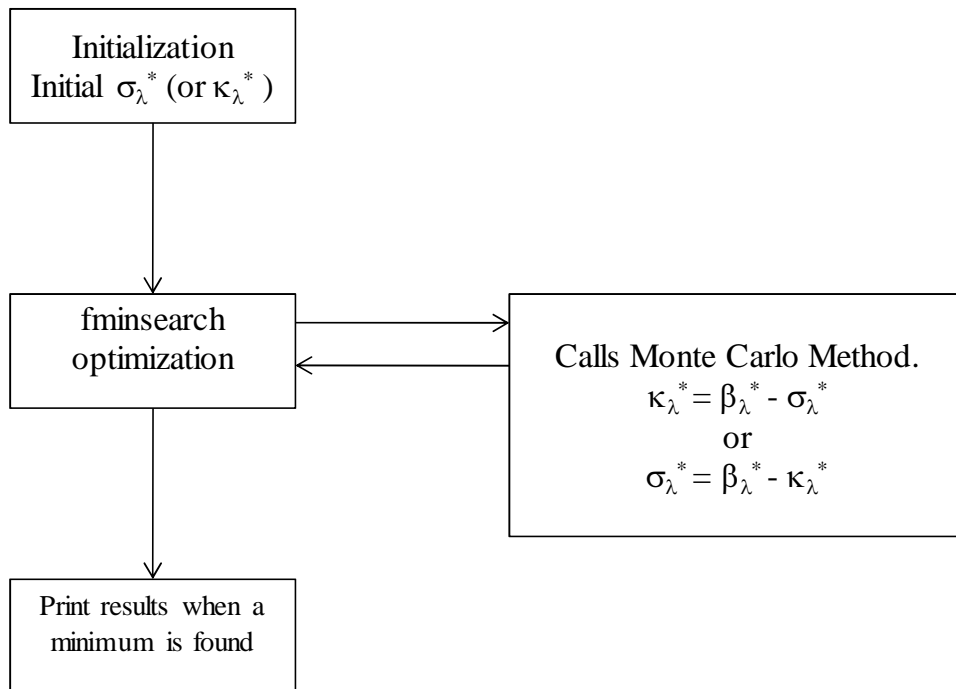 Initialization
Initial σλ* (or κλ* )
fminsearch
optimization
Calls Monte Carlo Method.
κλ* = βλ* - σλ*
or
σλ* = βλ* - κλ*
Print results when a
minimum is found